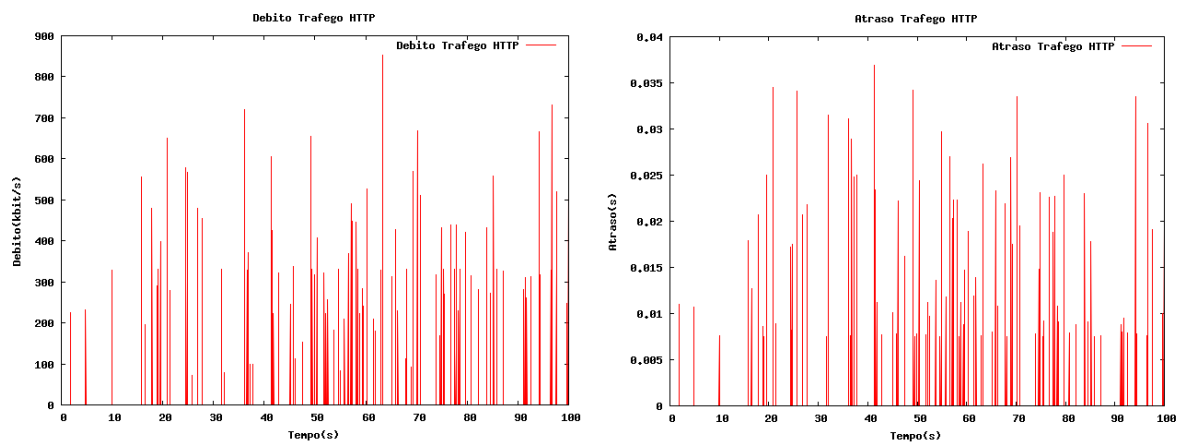 Debito Trafego HTTP
Debito Trafego HTTP
900
800
700
600
500
400
300
200
100
0
Debito(kbit/s)
0 10 20 30 40 50 60 70 80 90 100
Tempo(s)
Atraso Trafego HTTP
Atraso Trafego HTTP
0.04
0.035
0.03
0.025
0.02
0.015
0.01
0.005
0
Atraso(s)
0 10 20 30 40 50 60 70 80 90 100
Tempo(s)